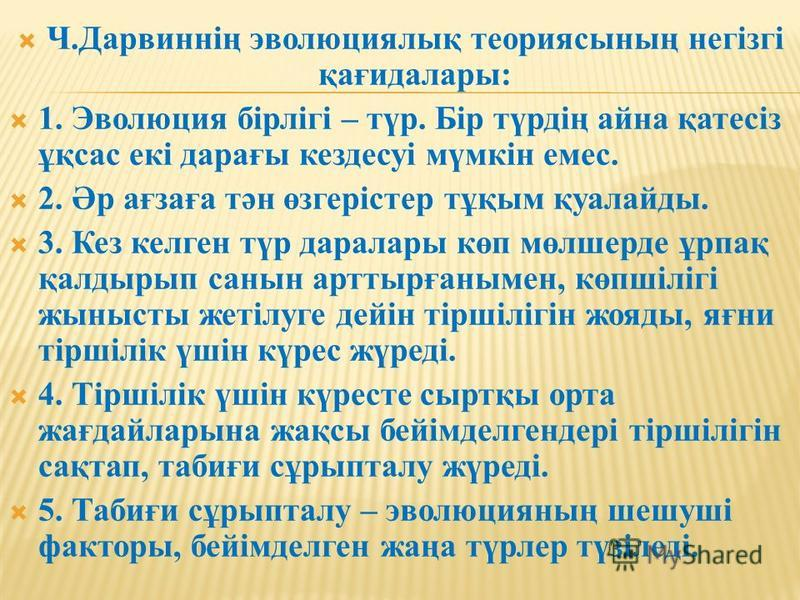 Ч.Дарвиннің эволюциялық теориясының негізгі
қағидалары:
1. Эволюция бірлігі – түр. Бір түрдің айна қатесіз
ұқсас екі дарағы кездесуі мүмкін емес.
2. Әр ағзаға тән өзгерістер тұқым қуалайды.
3. Кез келген түр даралары көп мөлшерде ұрпақ
қалдырып санын арттырғанымен, көпшілігі
жынысты жетілуге дейін тіршілігін жояды, яғни
тіршілік үшін күрес жүреді.
4. Тіршілік үшін күресте сыртқы орта
жағдайларына жақсы бейімделгендері тіршілігін
сақтап, табиғи сұрыпталу жүреді.
5. Табиғи сұрыпталу – эволюцияның шешуші
факторы, бейімделген жаңа түрлер түзіледі.
MyShared